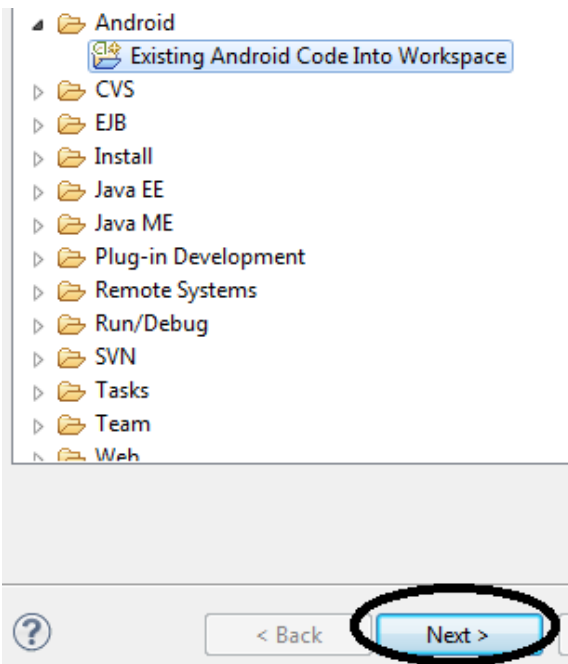 Android
Existing Android Code Into Workspace
CVS
EJB
Install
Java EE
Java ME
Plug-in Development
Remote Systems
Run/Debug
SVN
Tasks
Team
Web
? < Back Next >